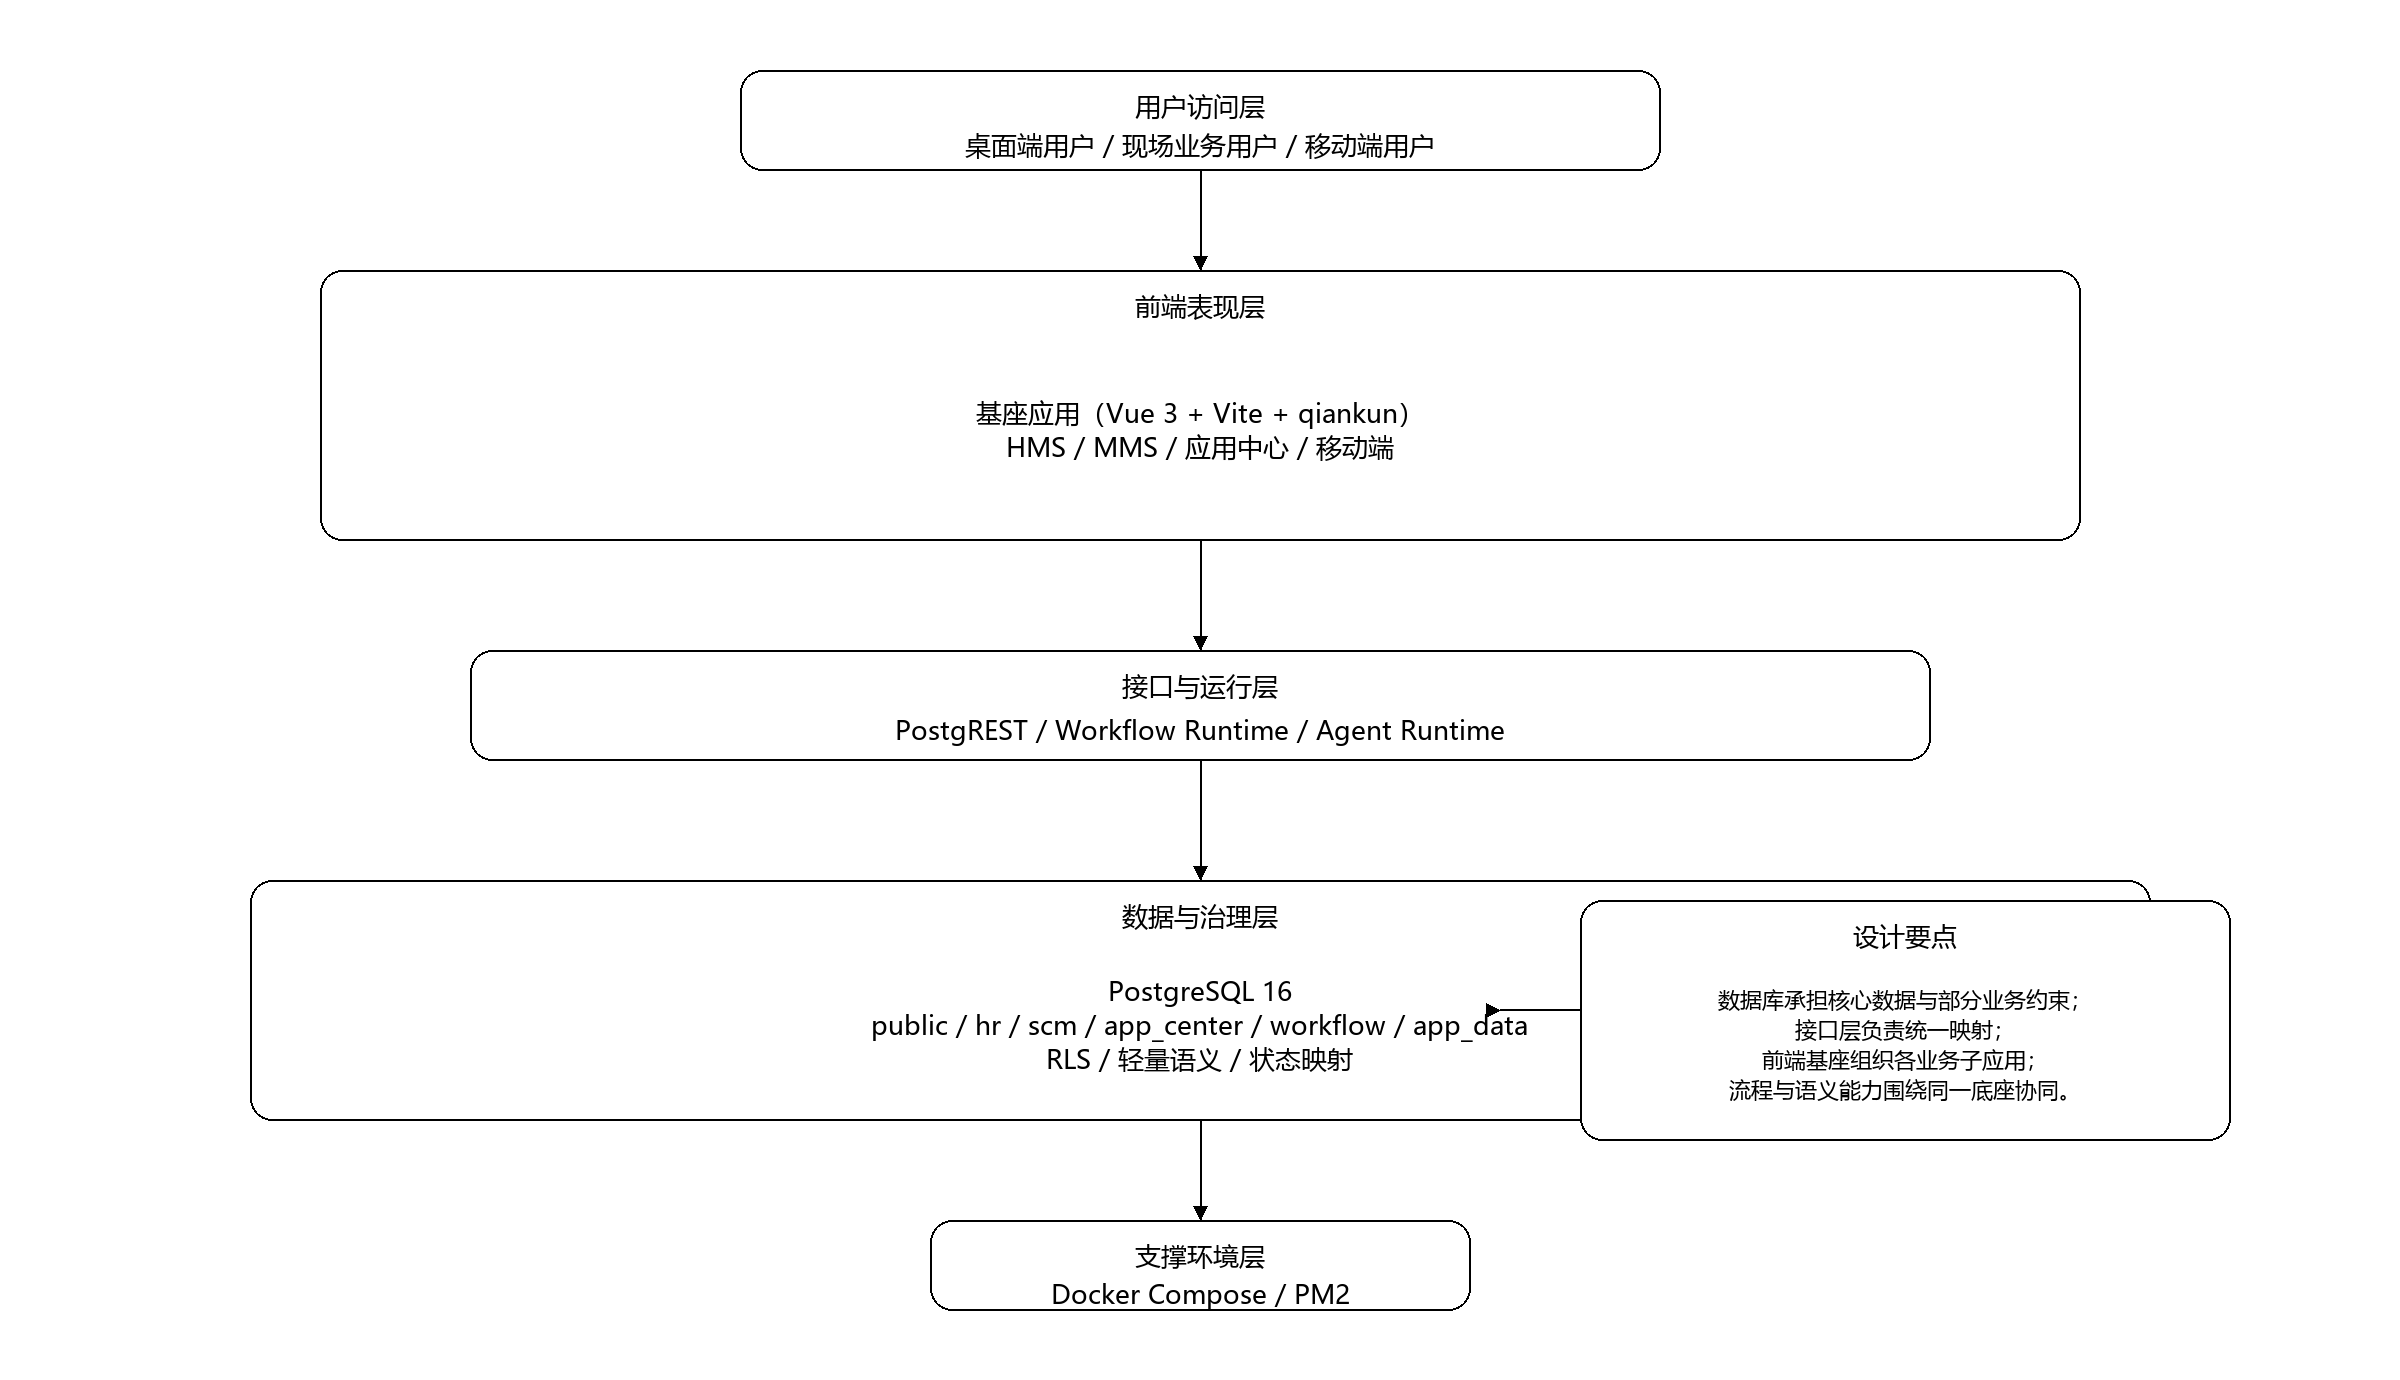 用户访问层
桌面端用户 / 现场业务用户 / 移动端用户
前端表现层
基座应用（Vue 3 + Vite + qiankun）
HMS / MMS / 应用中心 / 移动端
接口与运行层
PostgREST / Workflow Runtime / Agent Runtime
数据与治理层
PostgreSQL 16
public / hr / scm / app_center / workflow / app_data
RLS / 轻量语义 / 状态映射
设计要点
数据库承担核心数据与部分业务约束；
接口层负责统一映射；
前端基座组织各业务子应用；
流程与语义能力围绕同一底座协同。
支撑环境层
Docker Compose / PM2